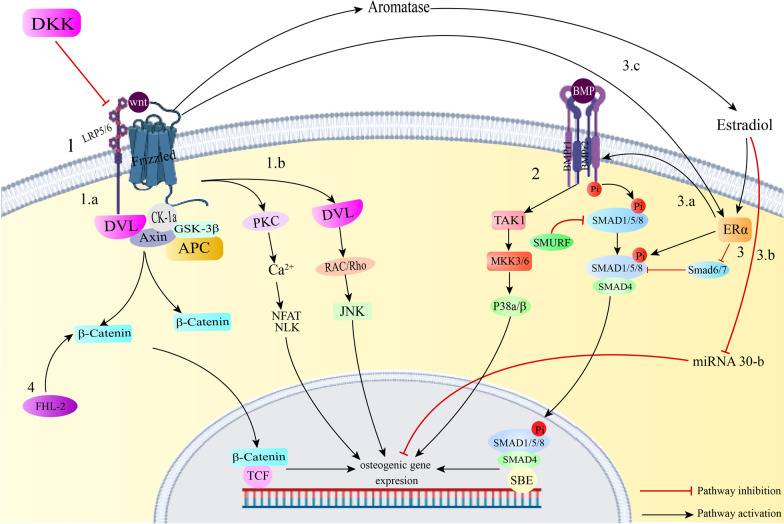 Aromatase
DKK
wnt
3.c
BMP
LRP5/6
1
Frizzled
Estradiol
BMPr1
BMPr2
1.b
2
Pi
Pi
3.a
1.a
CK-1a
DVL
GSK-3β
Axin
APC
PKC
DVL
TAK1
SMAD1/5/8
SMURF
ERα
3
3.b
Pi
Ca²⁺
RAC/Rho
MKK3/6
SMAD1/5/8
Smad6/7
SMAD4
NFAT
NLK
JNK
P38a/β
β-Catenin
β-Catenin
miRNA 30-b
4
FHL-2
Pi
SMAD1/5/8
β-Catenin
SMAD4
TCF
osteogenic gene
expresion
SBE
Pathway inhibition
Pathway activation